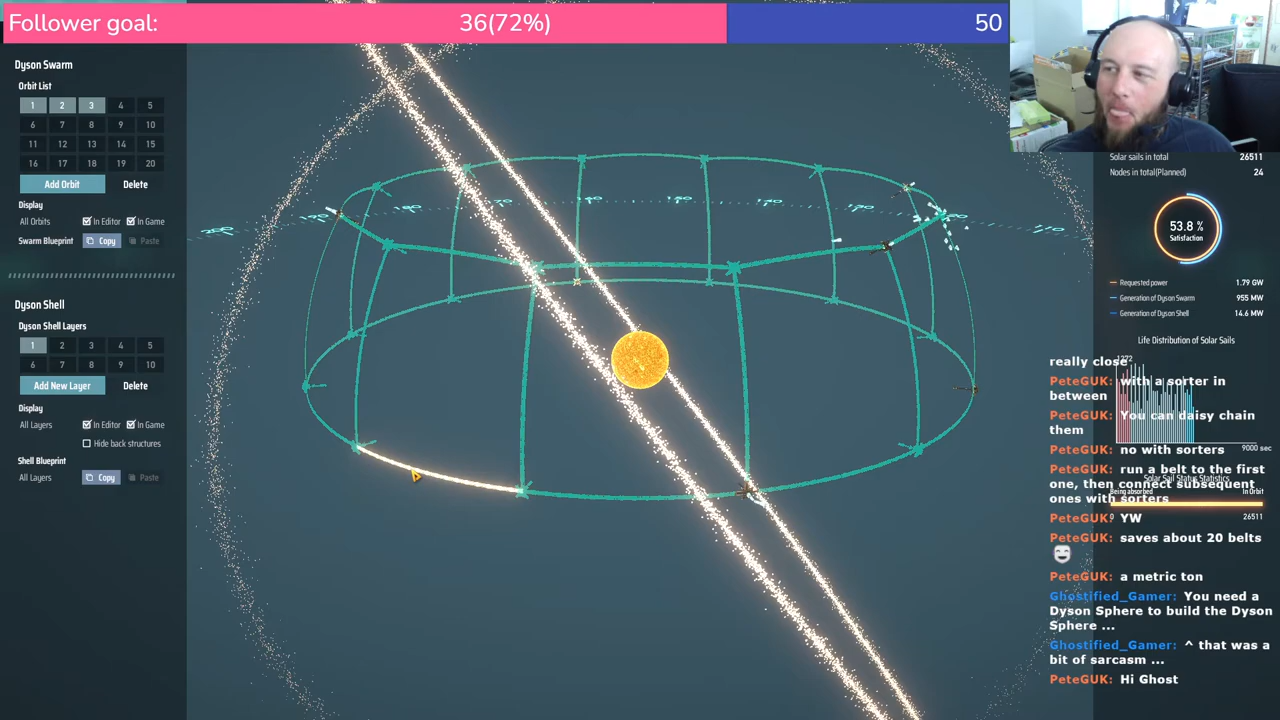 Follower goal: 36(72%) 50
Dyson Swarm
Orbit List
1 2 3 4 5
6 7 8 9 10
11 12 13 14 15
16 17 18 19 20
Add Orbit Delete
Display
All Orbits In Editor In Game
Swarm Blueprint Copy Paste
Dyson Shell
Dyson Shell Layers
1 2 3 4 5
6 7 8 9 10
Add New Layer Delete
Display
All Layers In Editor In Game
Hide back structures
Shell Blueprint
All Layers Copy Paste
Solar sails in total 26511
Nodes in total(Planned) 24
53.8 %
Satisfaction
Requested power 1.79 GW
Generation of Dyson Swarm 955 MW
Generation of Dyson Shell 14.6 MW
Life Distribution of Solar Sails
9000 sec
Solar Sail Status Statistics
Being absorbed In Orbit
0 26511
really close
PeteGUK: with a sorter in
between
PeteGUK: You can daisy chain
them
PeteGUK: no with sorters
PeteGUK: run a belt to the first
one, then connect subsequent
ones with sorters
PeteGUK: YW
PeteGUK: saves about 20 belts
PeteGUK: a metric ton
Ghostified_Gamer: You need a
Dyson Sphere to build the Dyson
Sphere ...
Ghostified_Gamer: ^ that was a
bit of sarcasm ...
PeteGUK: Hi Ghost